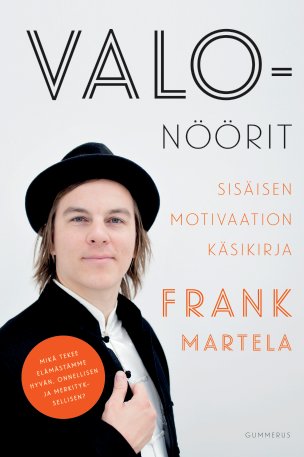 VALO=
NÖÖRIT
SISÄISEN
MOTIVAATION
KÄSIKIRJA
FRANK
MARTELA
MIKÄ TEKEE
ELÄMÄSTÄMME
HYVÄN, ONNELLISEN
JA MERKITYK-
SELLISEN?
GUMMERUS